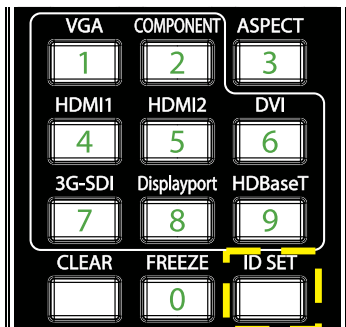 VGA COMPONENT ASPECT
1 2 3
HDMI1 HDMI2 DVI
4 5 6
3G-SDI Displayport HDBaseT
7 8 9
CLEAR FREEZE ID SET
0